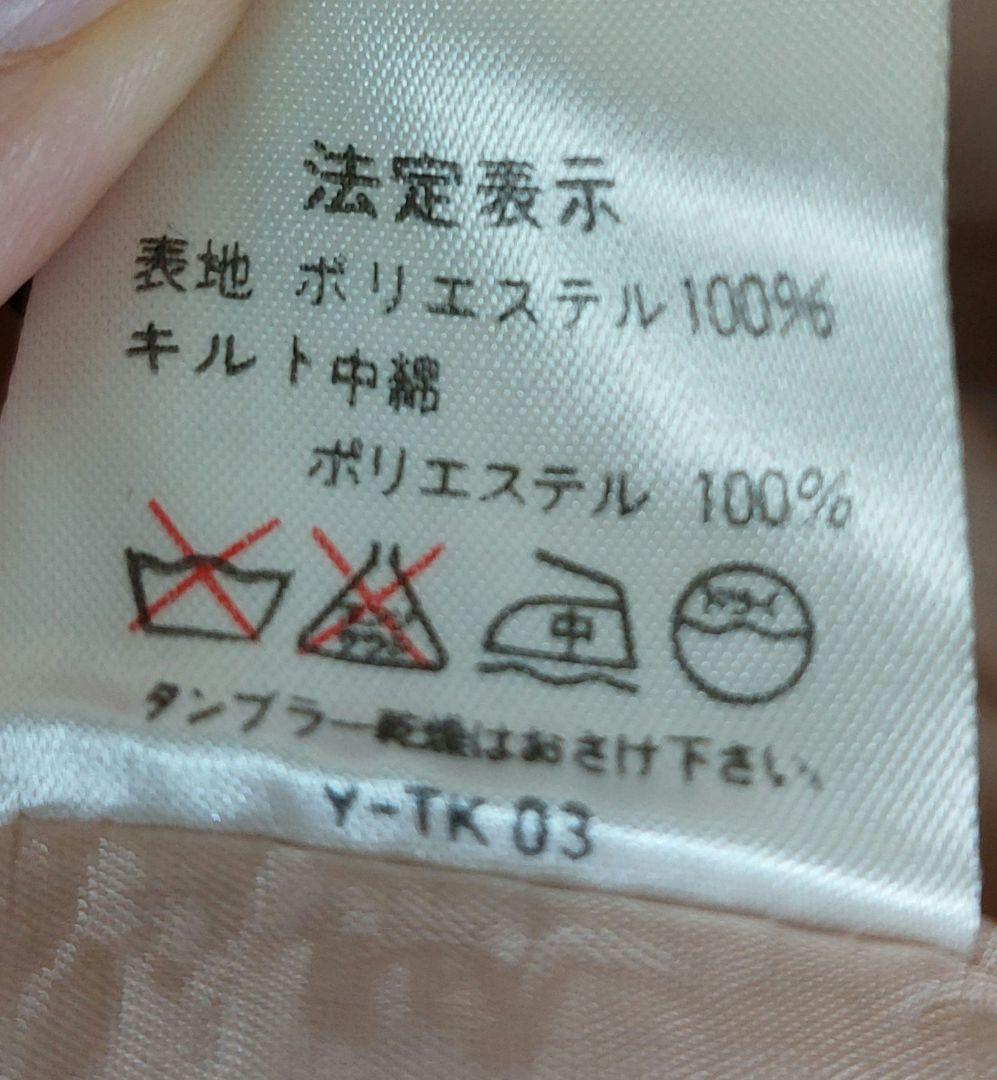 法定表示
表地 ポリエステル100%
キルト中綿
ポリエステル 100%
中 ドライ
タンブラー乾燥はおさけ下さい、
Y-TK 03